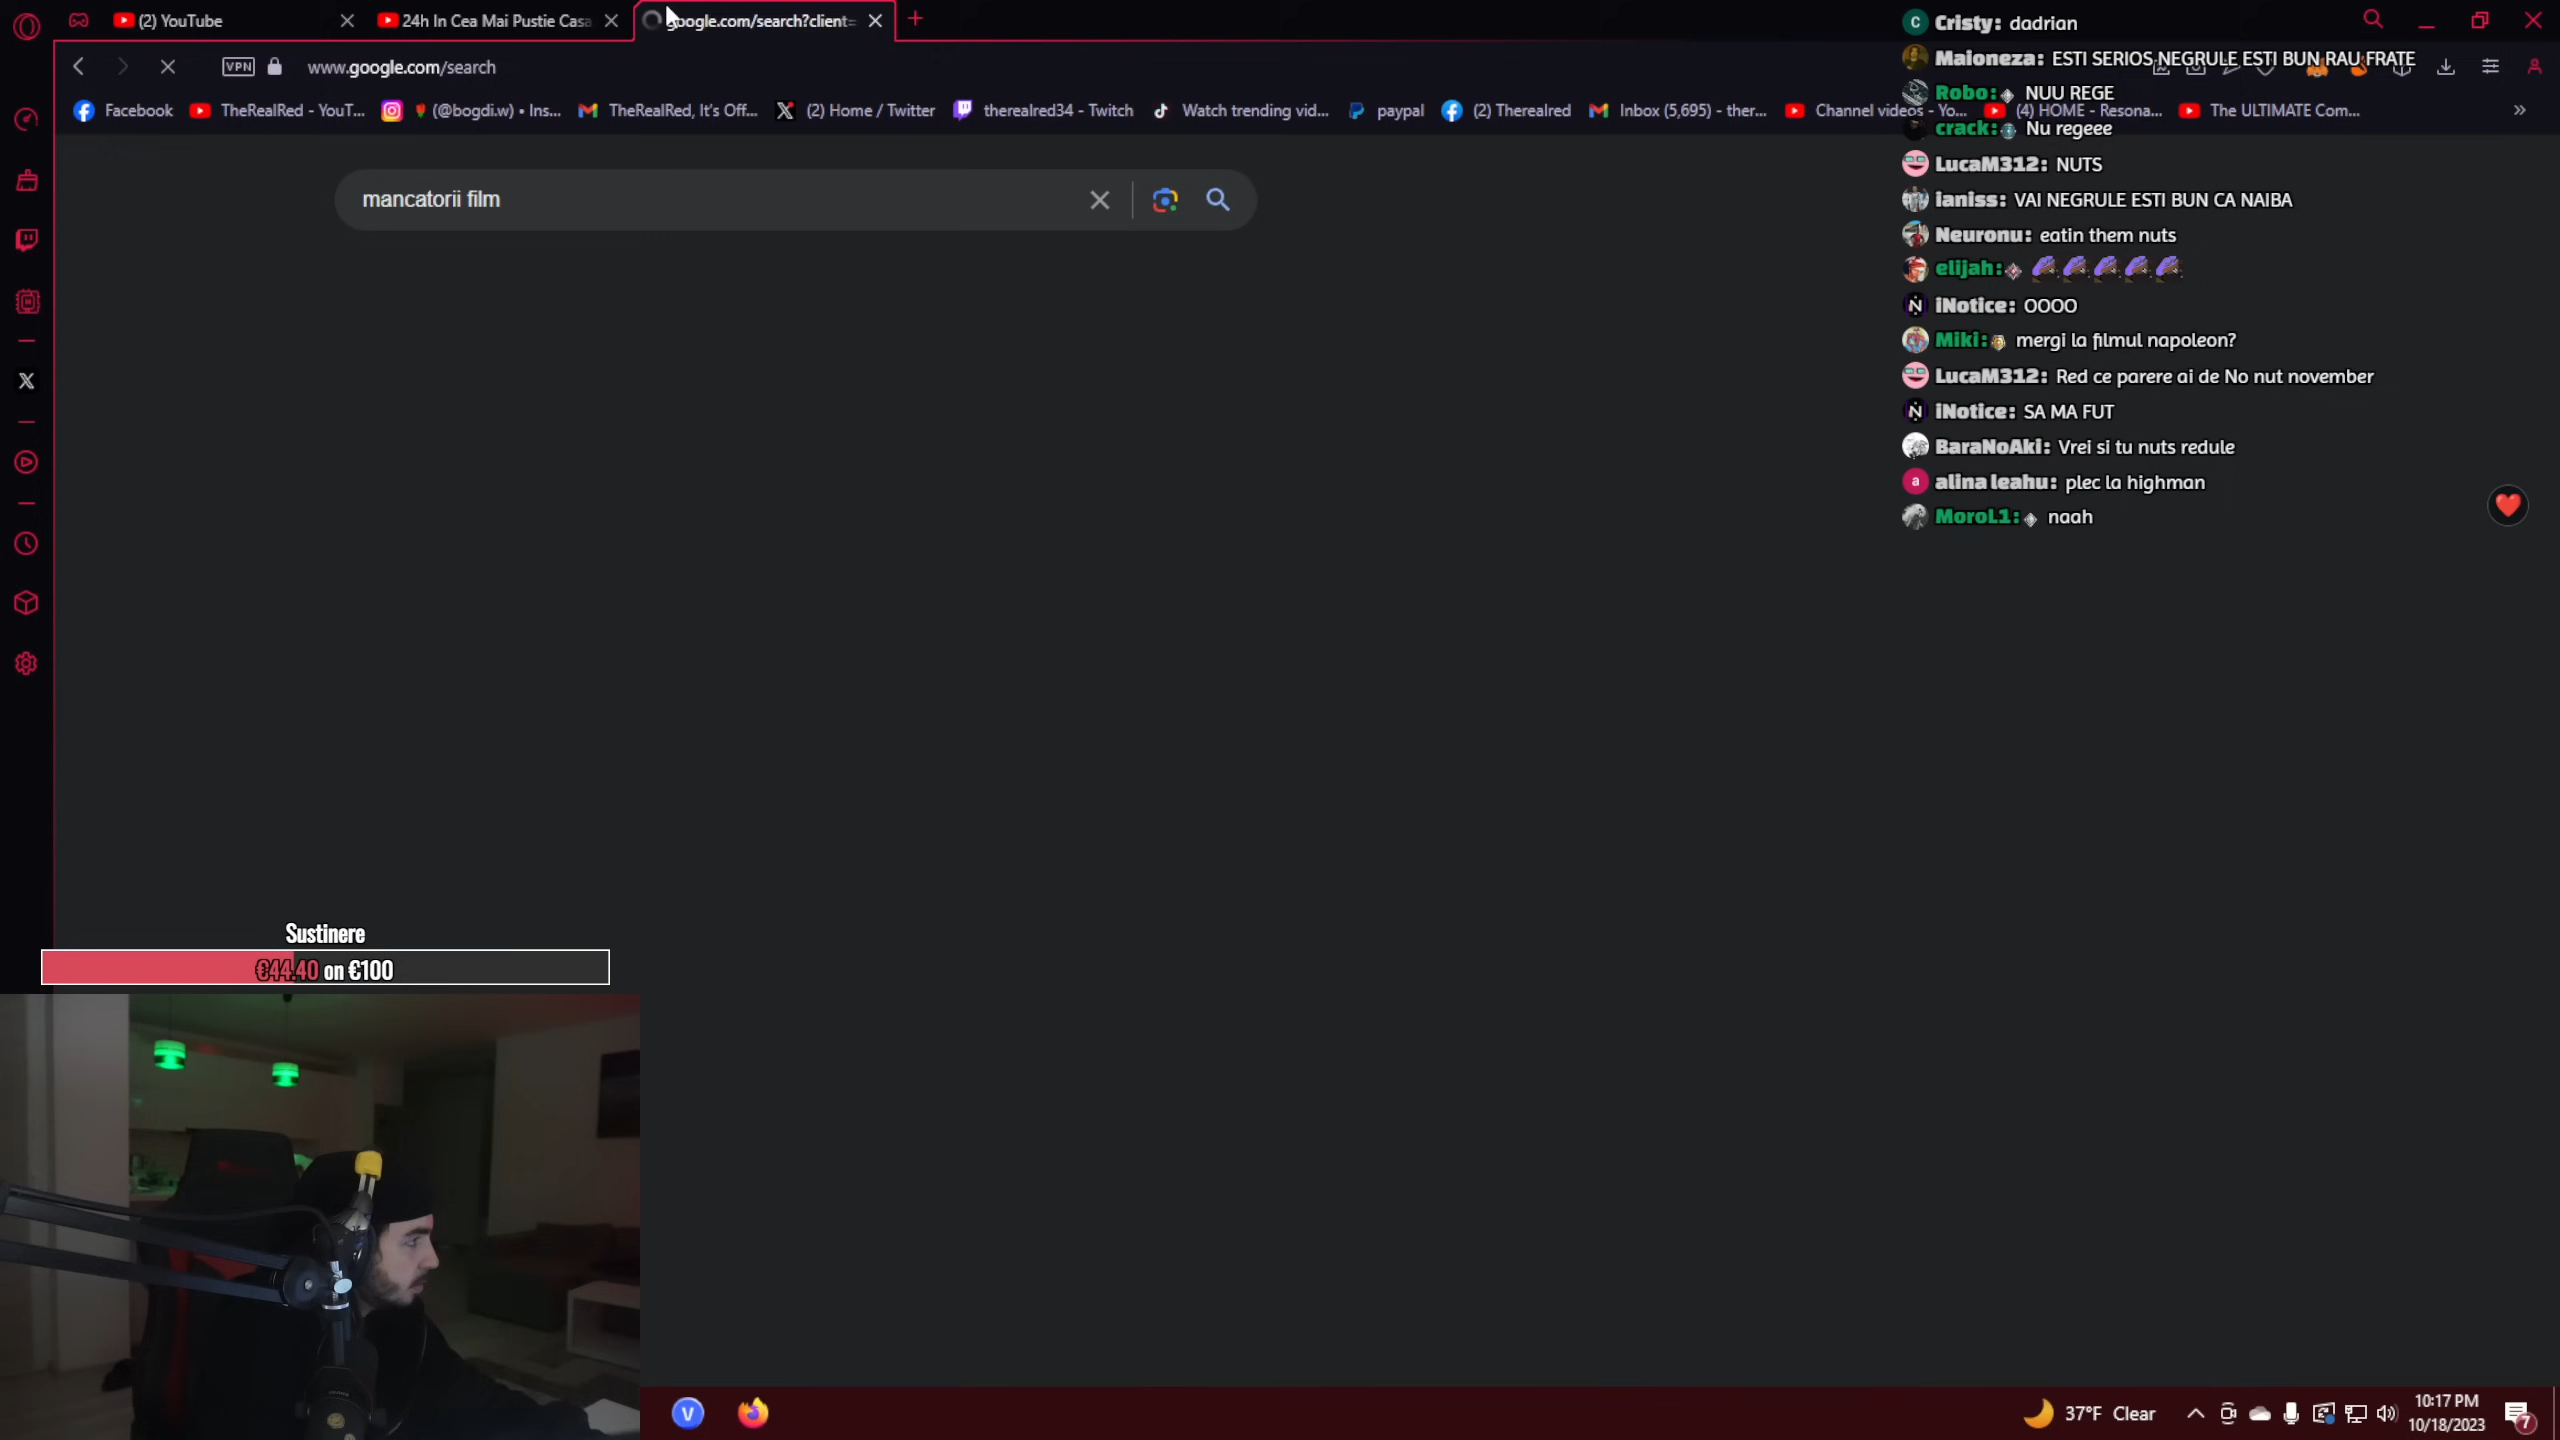 (2) YouTube
24h In Cea Mai Pustie Casa
google.com/search?client=
VPN
www.google.com/search
Facebook
TheRealRed - YouT...
(@bogdi.w) • Ins...
TheRealRed, It's Off...
(2) Home / Twitter
therealred34 - Twitch
Watch trending vid...
paypal
(2) Therealred
Inbox (5,695) - ther...
Channel videos - Yo...
(4) HOME - Resona...
The ULTIMATE Com...
mancatorii film
C Cristy: dadrian
Maioneza: ESTI SERIOS NEGRULE ESTI BUN RAU FRATE
Robo: NUU REGE
crack: Nu regeee
LucaM312: NUTS
ianiss: VAI NEGRULE ESTI BUN CA NAIBA
Neuronu: eatin them nuts
elijah:
N iNotice: OOOO
Miki: mergi la filmul napoleon?
LucaM312: Red ce parere ai de No nut november
N iNotice: SA MA FUT
BaraNoAki: Vrei si tu nuts redule
a alina leahu: plec la highman
MoroL1: naah
Sustinere
€44.40 on €100
V
37°F Clear
10:17 PM
10/18/2023
7